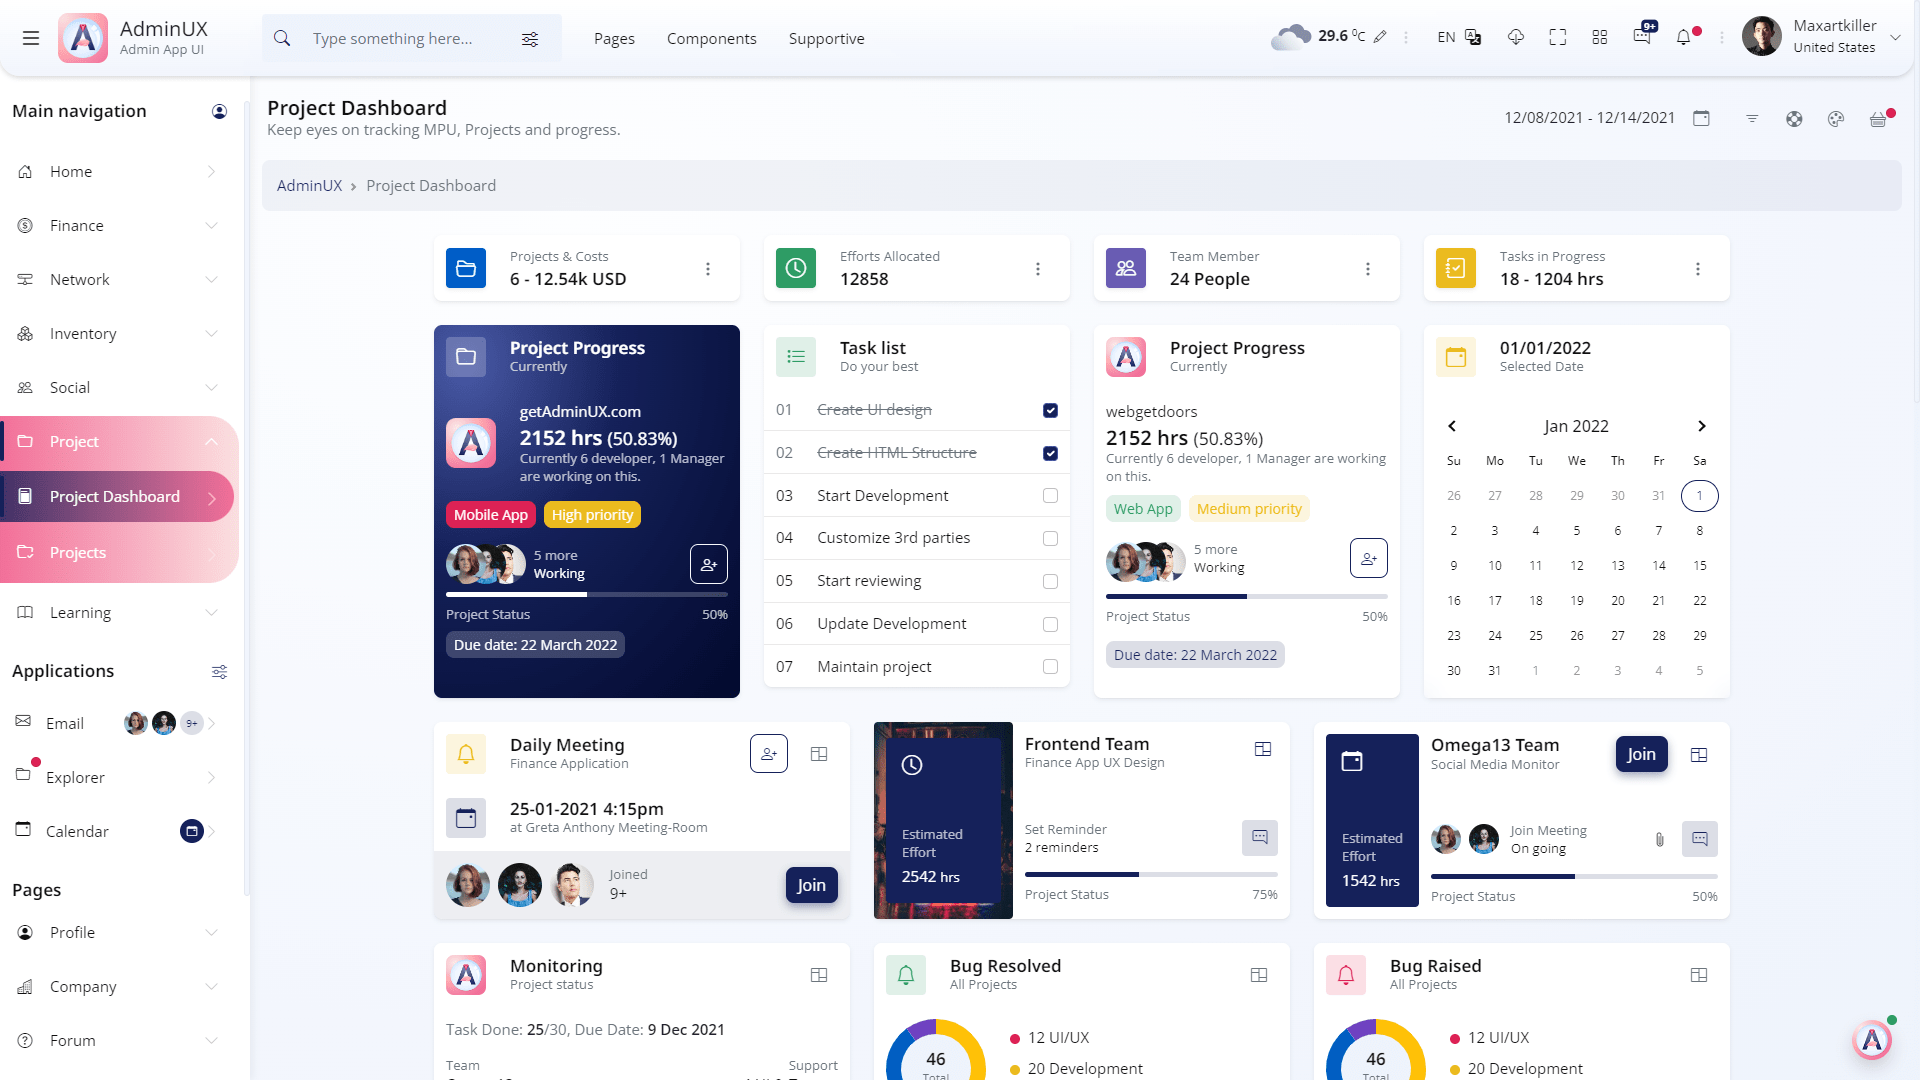 AdminUX
Admin App UI
Type something here...
Pages
Components
Supportive
29.6 ⁰C
EN
9+
Maxartkiller
United States
Main navigation
Home
Finance
Network
Inventory
Social
Project
Project Dashboard
Projects
Learning
Applications
Email
9+
Explorer
Calendar
Pages
Profile
Company
Forum
Project Dashboard
Keep eyes on tracking MPU, Projects and progress.
12/08/2021 - 12/14/2021
AdminUX › Project Dashboard
Projects & Costs
6 - 12.54k USD
Efforts Allocated
12858
Team Member
24 People
Tasks in Progress
18 - 1204 hrs
Project Progress
Currently
getAdminUX.com
2152 hrs (50.83%)
Currently 6 developer, 1 Manager
are working on this.
Mobile App
High priority
5 more
Working
Project Status 50%
Due date: 22 March 2022
Task list
Do your best
01 Create UI design
02 Create HTML Structure
03 Start Development
04 Customize 3rd parties
05 Start reviewing
06 Update Development
07 Maintain project
Project Progress
Currently
webgetdoors
2152 hrs (50.83%)
Currently 6 developer, 1 Manager are working
on this.
Web App
Medium priority
5 more
Working
Project Status 50%
Due date: 22 March 2022
01/01/2022
Selected Date
Jan 2022
Su Mo Tu We Th Fr Sa
26 27 28 29 30 31 1
2 3 4 5 6 7 8
9 10 11 12 13 14 15
16 17 18 19 20 21 22
23 24 25 26 27 28 29
30 31 1 2 3 4 5
Daily Meeting
Finance Application
25-01-2021 4:15pm
at Greta Anthony Meeting-Room
Joined
9+
Join
Estimated
Effort
2542 hrs
Frontend Team
Finance App UX Design
Set Reminder
2 reminders
Project Status 75%
Estimated
Effort
1542 hrs
Omega13 Team
Social Media Monitor
Join
Join Meeting
On going
Project Status 50%
Monitoring
Project status
Task Done: 25/30, Due Date: 9 Dec 2021
Team Support
Bug Resolved
All Projects
46
Total
12 UI/UX
20 Development
Bug Raised
All Projects
46
Total
12 UI/UX
20 Development